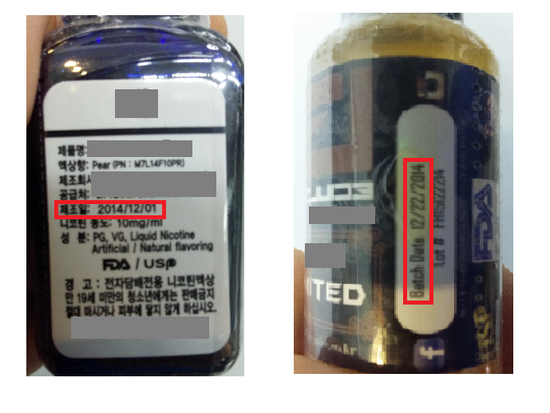 제품명:
액상향: Pear (PN : M7L14F10PR)
제조회사
공급처:
제조일: 2014/12/01
니코틴 농도: 10mg/ml
성 분: PG, VG, Liquid Nicotine
Artificial / Natural flavoring
FDA / USP
경 고 : 전자담배전용 니코틴액상
만 19세 미만의 청소년에게는 판매금지
절대 마시거나 피부에 닿지 않게 하십시오.
Batch Date 12/22/2014
Lot #
FDA
ITED